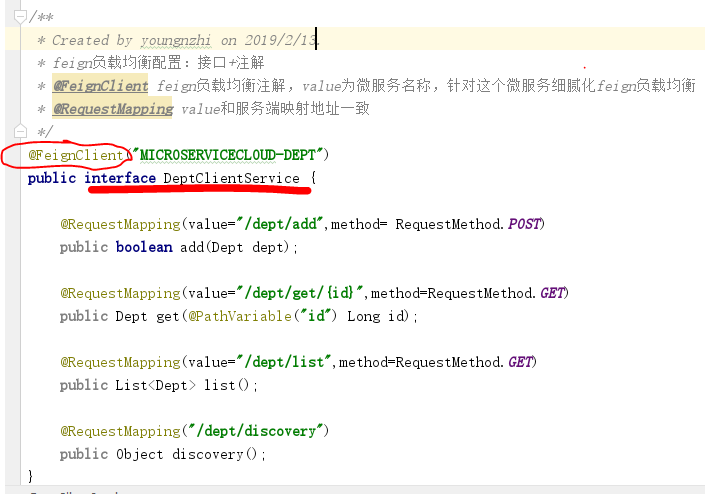 /**
 * Created by youngnzhi on 2019/2/13.
 * feign负载均衡配置：接口+注解
 * @FeignClient feign负载均衡注解，value为微服务名称，针对这个微服务细腻化feign负载均衡
 * @RequestMapping value和服务端映射地址一致
 */
@FeignClient("MICROSERVICECLOUD-DEPT")
public interface DeptClientService {
@RequestMapping(value="/dept/add",method= RequestMethod.POST)
public boolean add(Dept dept);
@RequestMapping(value="/dept/get/{id}",method=RequestMethod.GET)
public Dept get(@PathVariable("id") Long id);
@RequestMapping(value="/dept/list",method=RequestMethod.GET)
public List<Dept> list();
@RequestMapping("/dept/discovery")
public Object discovery();
}